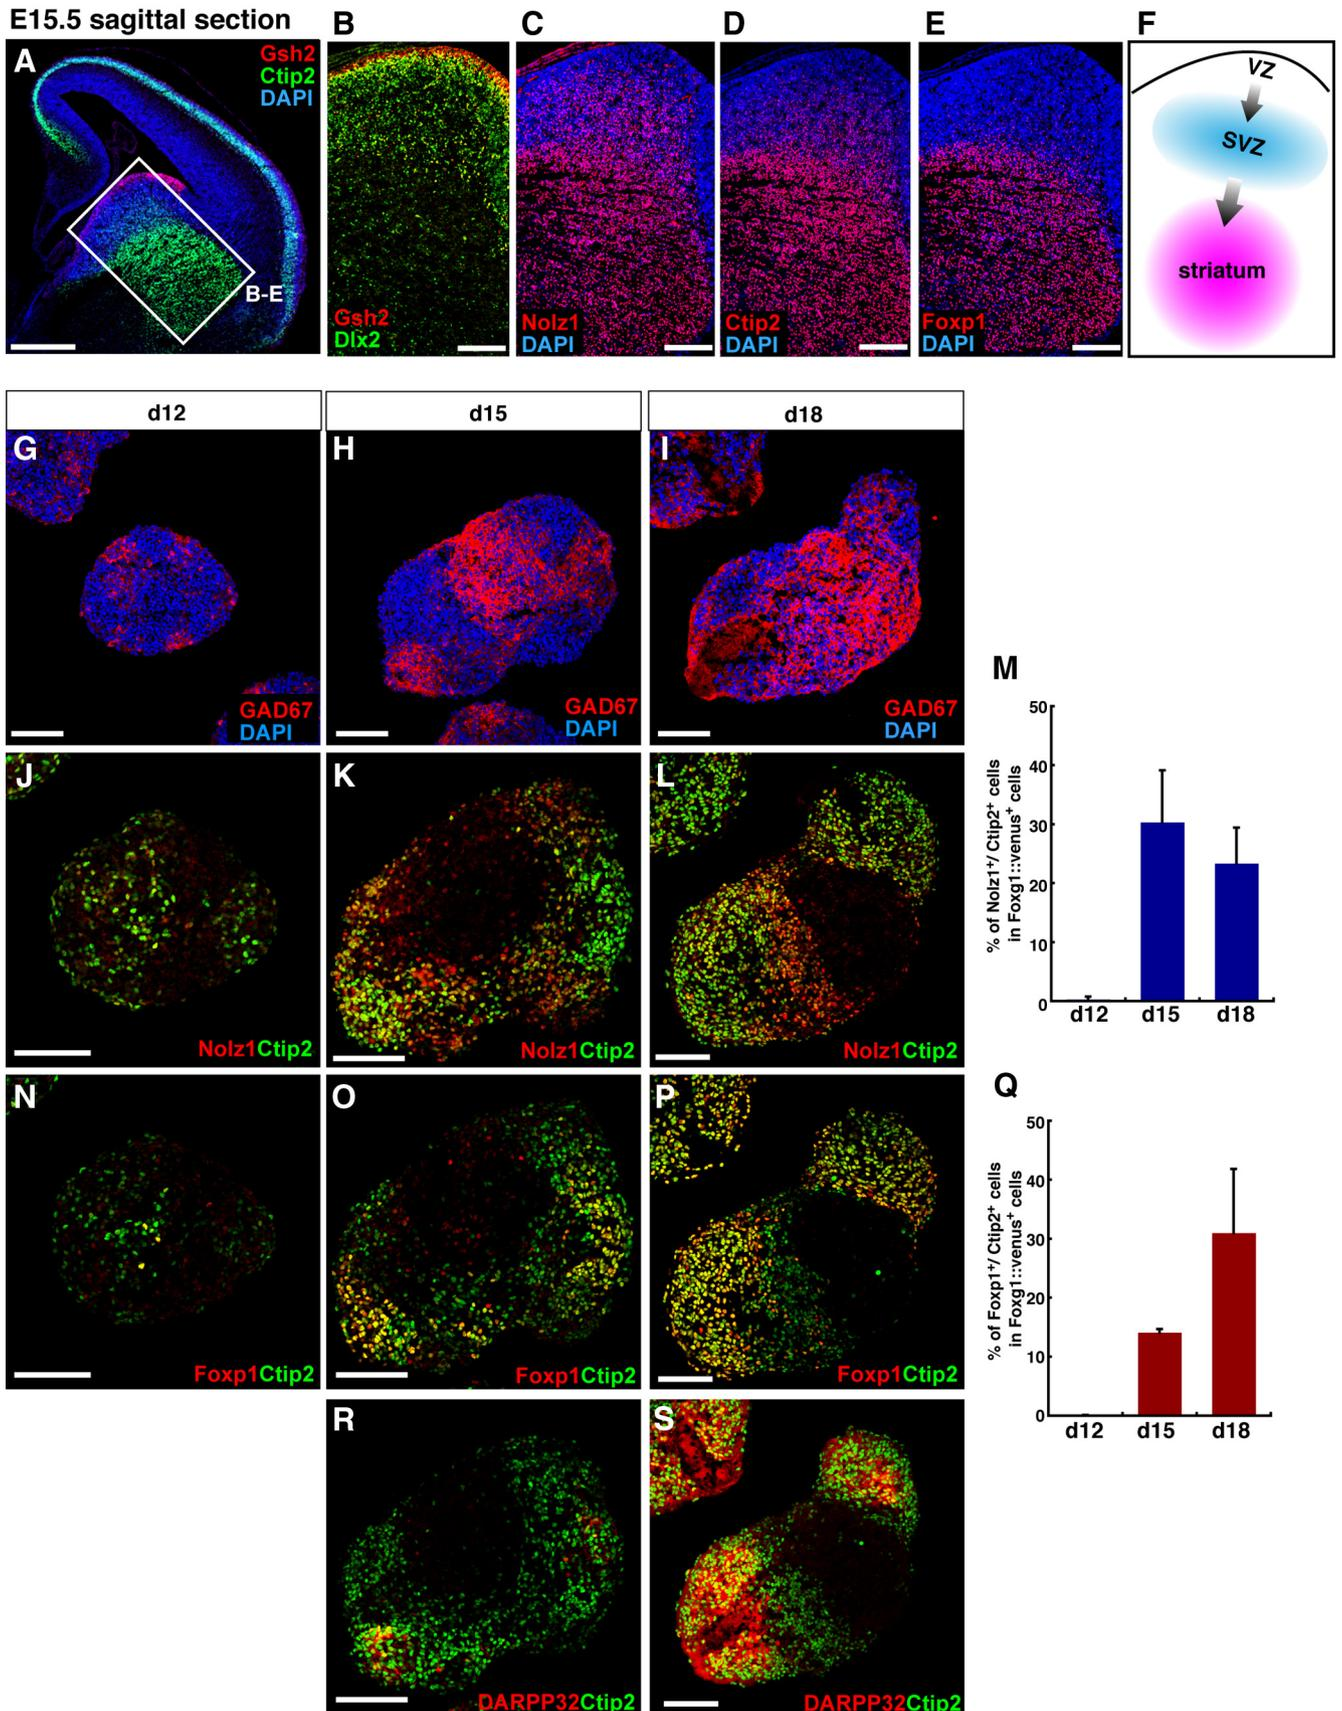 E15.5 sagittal section
A
Gsh2
Ctip2
DAPI
B-E
B
Gsh2
Dlx2
C
Nolz1
DAPI
D
Ctip2
DAPI
E
Foxp1
DAPI
F
VZ
SVZ
striatum
d12
d15
d18
G
GAD67
DAPI
H
GAD67
DAPI
I
GAD67
DAPI
J
Nolz1Ctip2
K
Nolz1Ctip2
L
Nolz1Ctip2
M
% of Nolz1⁺/ Ctip2⁺ cells
in Foxg1::venus⁺ cells
50
40
30
20
10
0
d12
d15
d18
N
Foxp1Ctip2
O
Foxp1Ctip2
P
Foxp1Ctip2
Q
% of Foxp1⁺/ Ctip2⁺ cells
in Foxg1::venus⁺ cells
50
40
30
20
10
0
d12
d15
d18
R
DARPP32Ctip2
S
DARPP32Ctip2